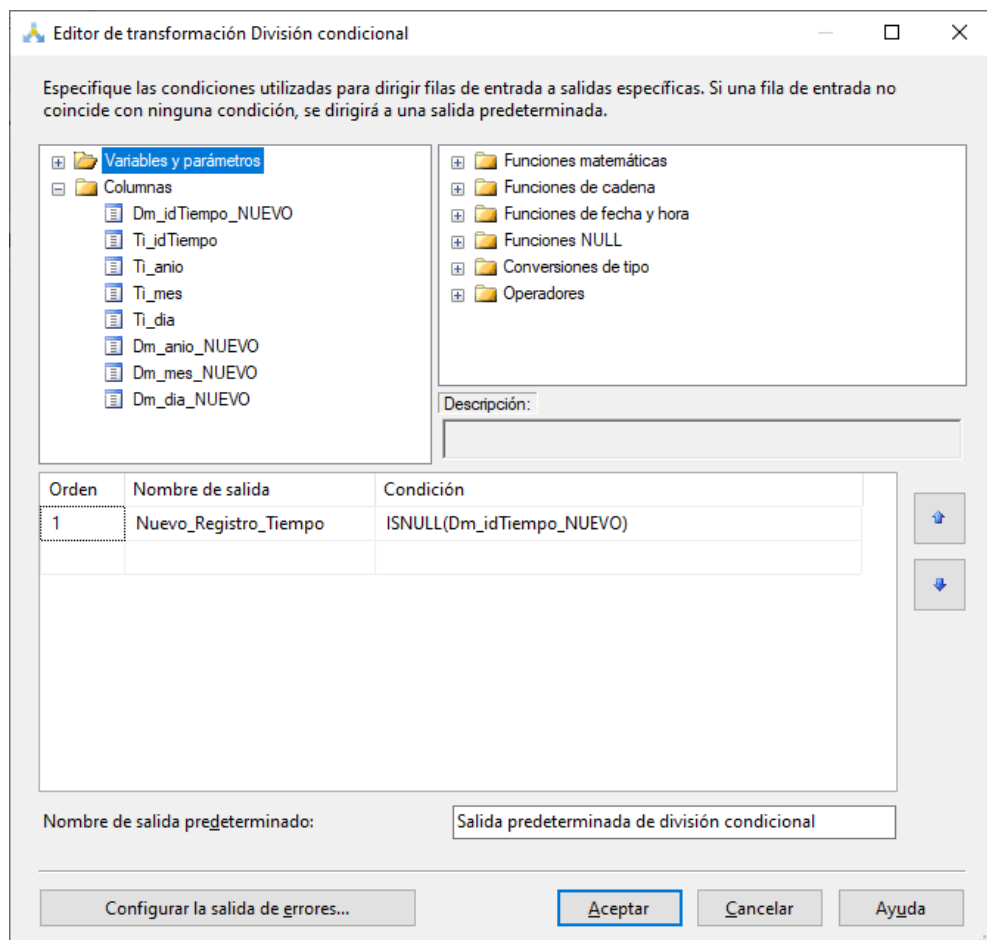 Editor de transformación División condicional
Especifique las condiciones utilizadas para dirigir filas de entrada a salidas específicas. Si una fila de entrada no
coincide con ninguna condición, se dirigirá a una salida predeterminada.
Variables y parámetros
Columnas
Dm_idTiempo_NUEVO
Ti_idTiempo
Ti_anio
Ti_mes
Ti_dia
Dm_anio_NUEVO
Dm_mes_NUEVO
Dm_dia_NUEVO
Funciones matemáticas
Funciones de cadena
Funciones de fecha y hora
Funciones NULL
Conversiones de tipo
Operadores
Descripción:
Orden Nombre de salida Condición
1 Nuevo_Registro_Tiempo ISNULL(Dm_idTiempo_NUEVO)
Nombre de salida predeterminado: Salida predeterminada de división condicional
Configurar la salida de errores... Aceptar Cancelar Ayuda